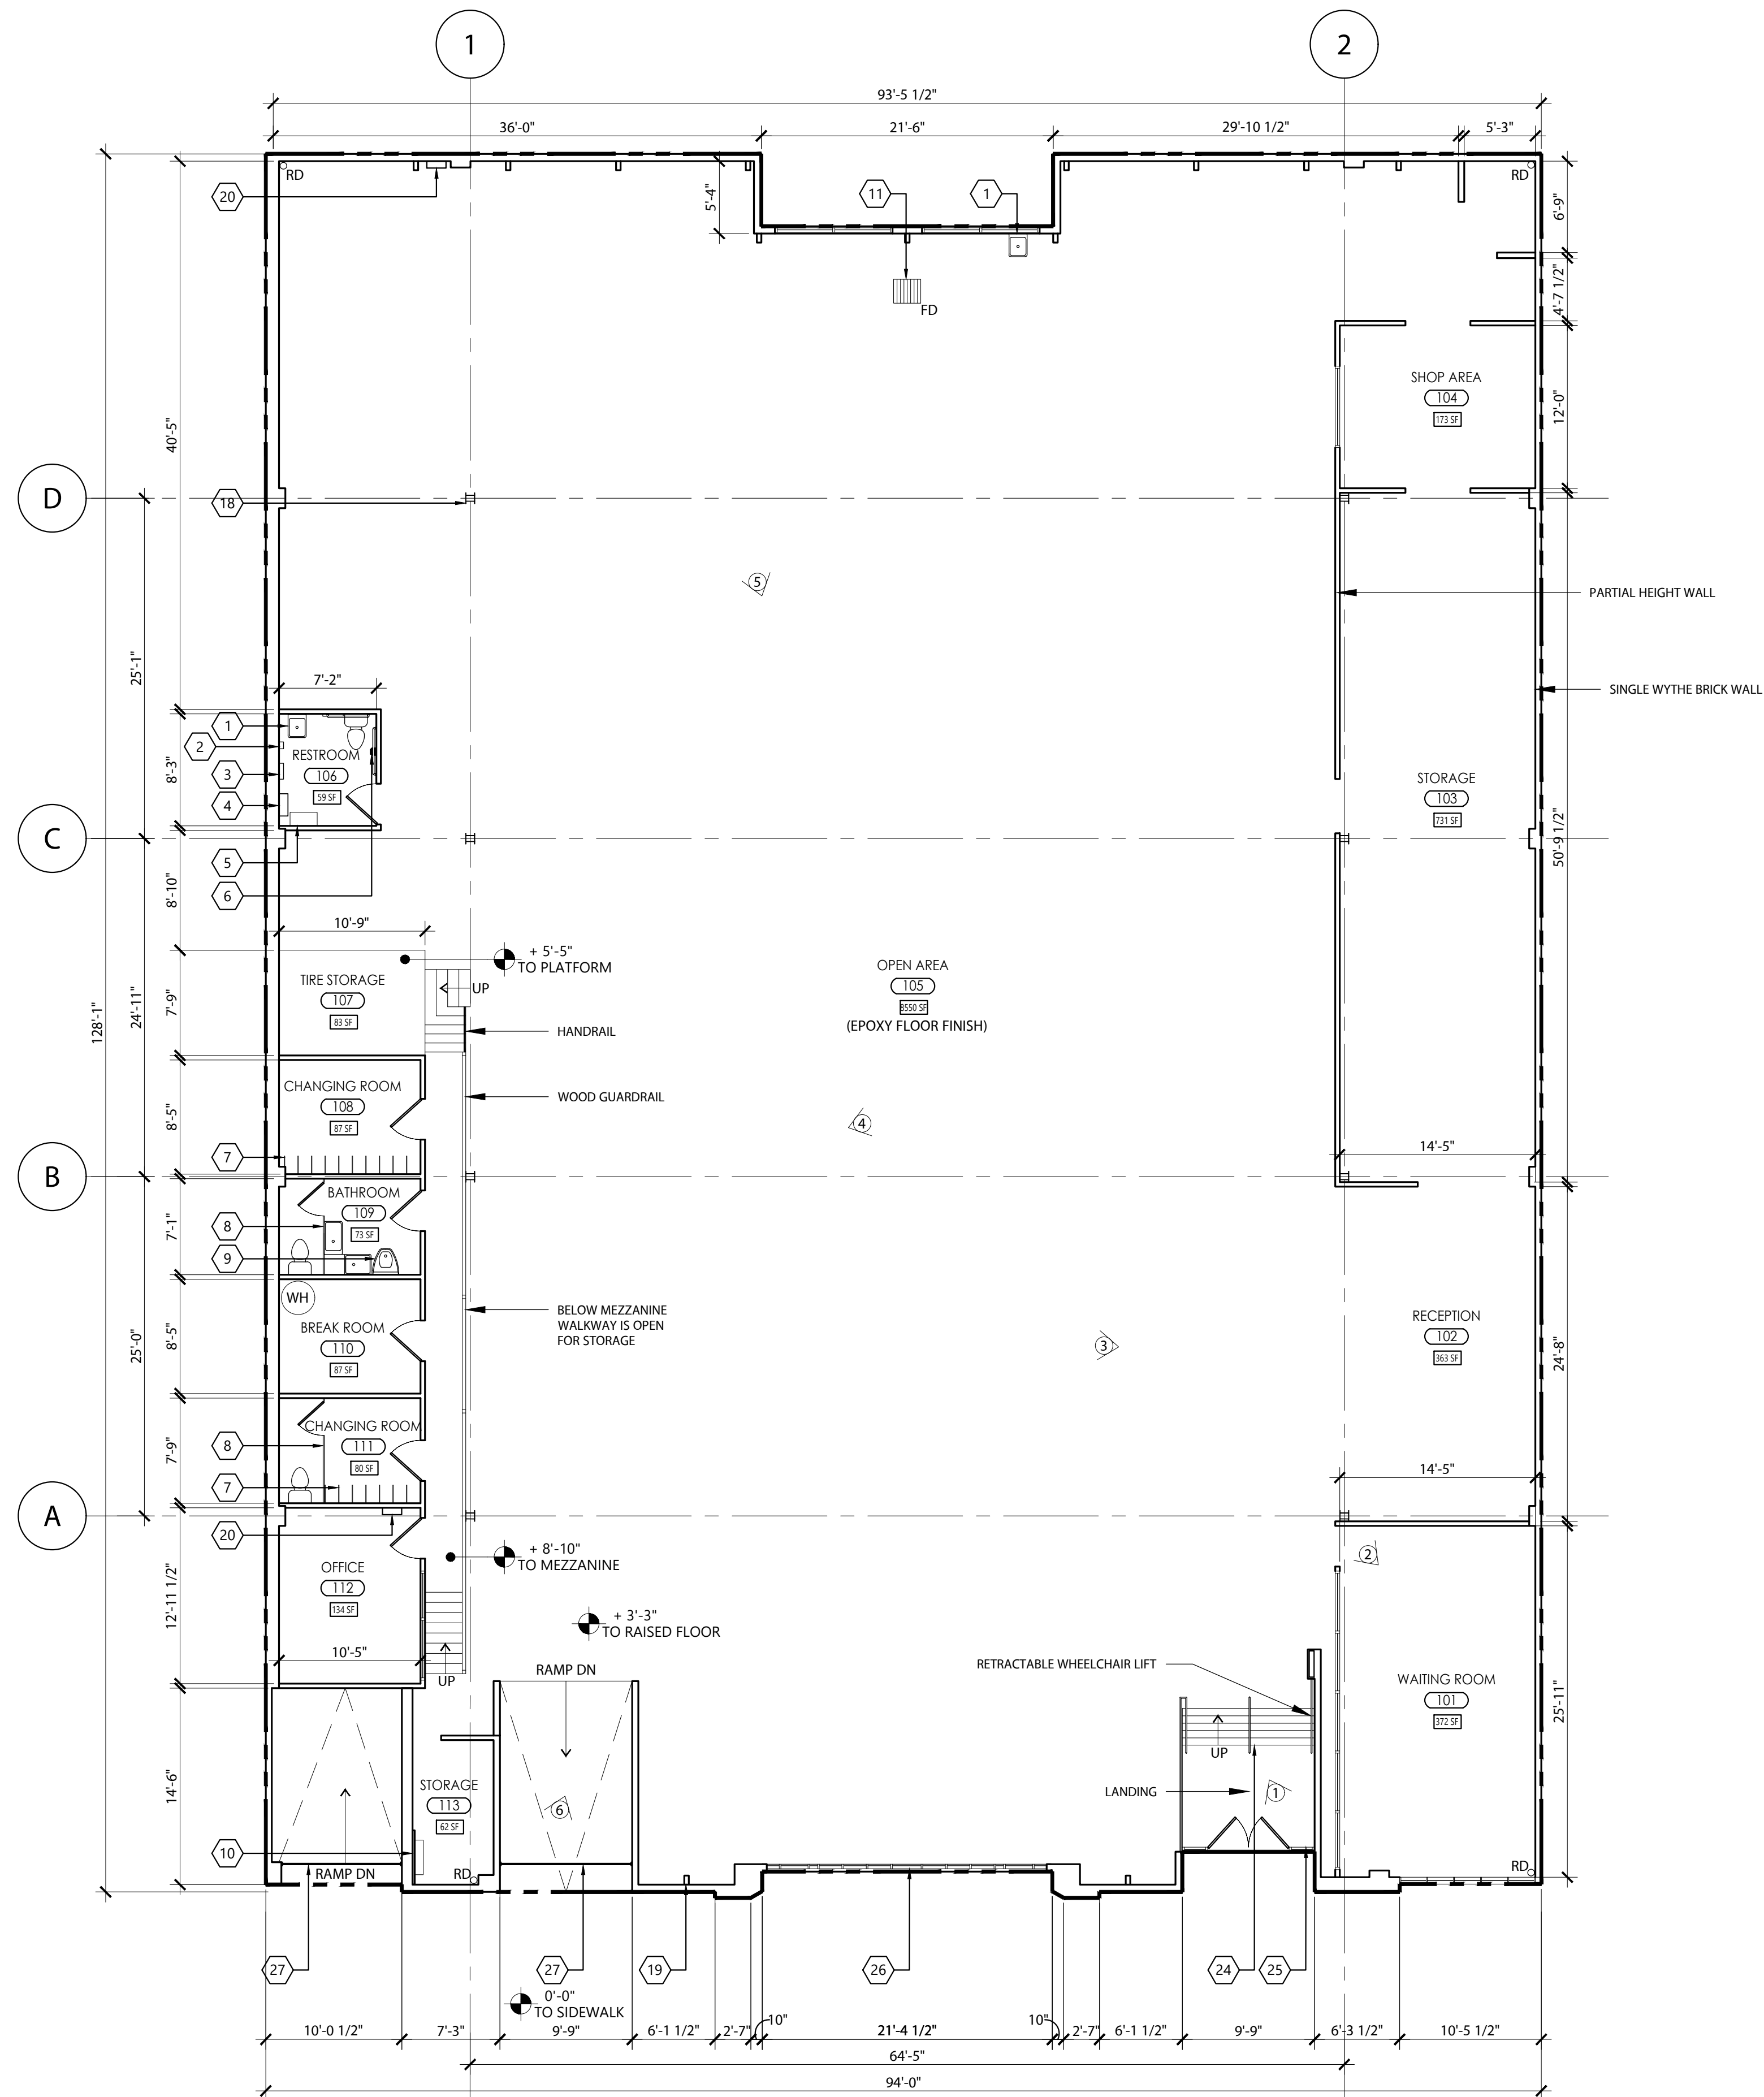 1
2
93'-5 1/2"
36'-0"
21'-6"
29'-10 1/2"
5'-3"
RD
RD
20
11
1
5'-4"
6'-9"
FD
4'-7 1/2"
SHOP AREA
104
173 SF
12'-0"
40'-5"
D
18
5
PARTIAL HEIGHT WALL
25'-1"
7'-2"
SINGLE WYTHE BRICK WALL
1
2
RESTROOM
3
106
8'-3"
59 SF
4
STORAGE
103
731 SF
C
50'-9 1/2"
5
6
8'-10"
10'-9"
+ 5'-5"
TO PLATFORM
OPEN AREA
105
8550 SF
(EPOXY FLOOR FINISH)
TIRE STORAGE
107
83 SF
UP
7'-9"
24'-11"
128'-1"
HANDRAIL
CHANGING ROOM
108
87 SF
WOOD GUARDRAIL
8'-5"
4
7
14'-5"
B
BATHROOM
109
73 SF
8
7'-1"
9
WH
BELOW MEZZANINE
WALKWAY IS OPEN
FOR STORAGE
BREAK ROOM
110
87 SF
8'-5"
25'-0"
3
RECEPTION
102
363 SF
24'-8"
CHANGING ROOM
111
80 SF
8
7'-9"
7
14'-5"
A
20
+ 8'-10"
TO MEZZANINE
2
OFFICE
112
134 SF
12'-11 1/2"
+ 3'-3"
TO RAISED FLOOR
10'-5"
UP
RAMP DN
RETRACTABLE WHEELCHAIR LIFT
WAITING ROOM
101
372 SF
25'-11"
UP
14'-6"
STORAGE
113
62 SF
6
LANDING
1
10
RAMP DN
RD
RD
27
27
19
26
24
25
0'-0"
TO SIDEWALK
10'-0 1/2"
7'-3"
9'-9"
6'-1 1/2"
2'-7"
10"
21'-4 1/2"
10"
2'-7"
6'-1 1/2"
9'-9"
6'-3 1/2"
10'-5 1/2"
64'-5"
94'-0"